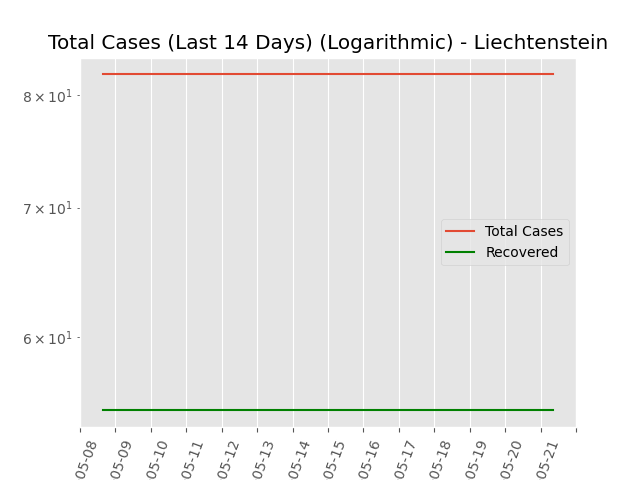 Total Cases (Last 14 Days) (Logarithmic) - Liechtenstein
8 × 10¹
7 × 10¹
6 × 10¹
Total Cases
Recovered
05-08
05-09
05-10
05-11
05-12
05-13
05-14
05-15
05-16
05-17
05-18
05-19
05-20
05-21